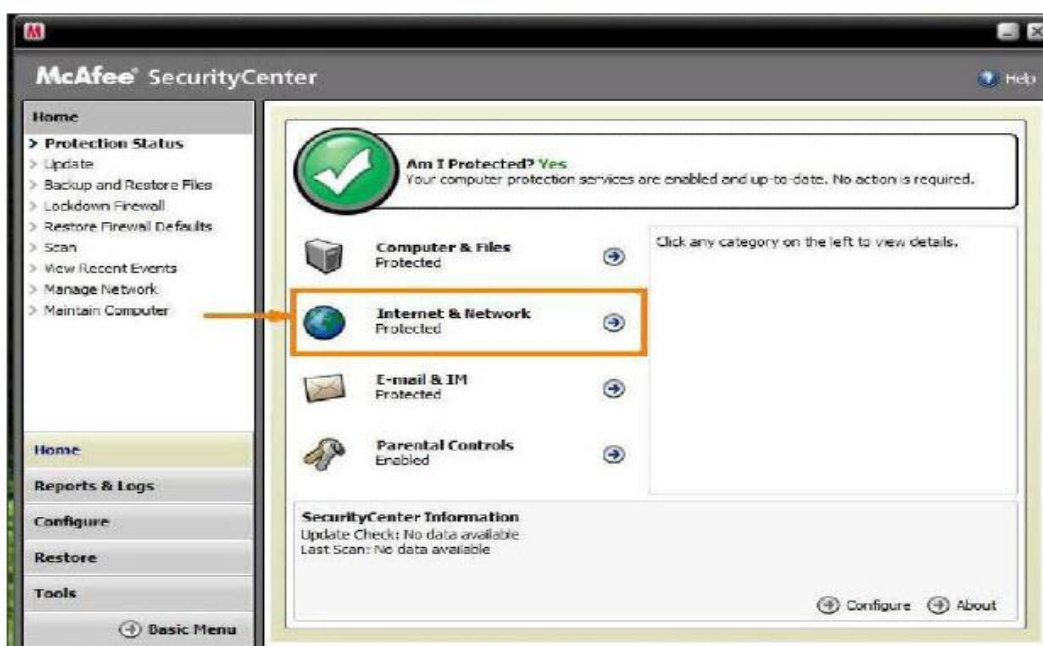 McAfee® SecurityCenter
Help
Home
Protection Status
Update
Backup and Restore Files
Lockdown Firewall
Restore Firewall Defaults
Scan
View Recent Events
Manage Network
Maintain Computer
Home
Reports & Logs
Configure
Restore
Tools
Basic Menu
Am I Protected? Yes
Your computer protection services are enabled and up-to-date. No action is required.
Computer & Files
Protected
Internet & Network
Protected
E-mail & IM
Protected
Parental Controls
Enabled
Click any category on the left to view details.
SecurityCenter Information
Update Check: No data available
Last Scan: No data available
Configure
About